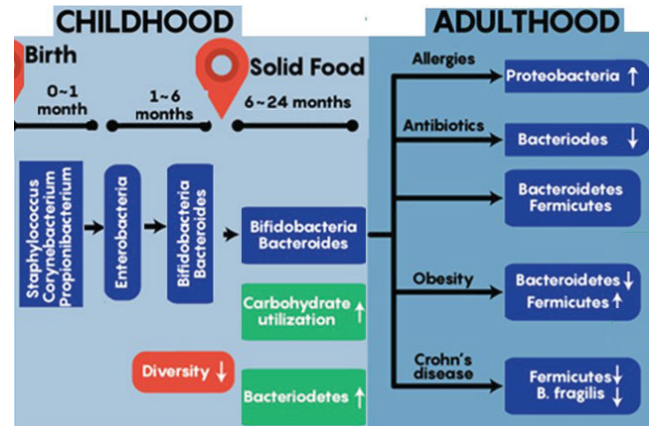 CHILDHOOD
ADULTHOOD
Birth
Solid Food
0~1
month
1~6
months
6~24 months
Staphylococcus
Corynebacterium
Propionibacterium
Enterobacteria
Bifidobacteria
Bacteroides
Bifidobacteria
Bacteroides
Carbohydrate
utilization ↑
Diversity ↓
Bacteriodetes ↑
Allergies
Proteobacteria ↑
Antibiotics
Bacteriodes ↓
Bacteroidetes
Fermicutes
Obesity
Bacteroidetes ↓
Fermicutes ↑
Crohn's
disease
Fermicutes ↓
B. fragilis ↓